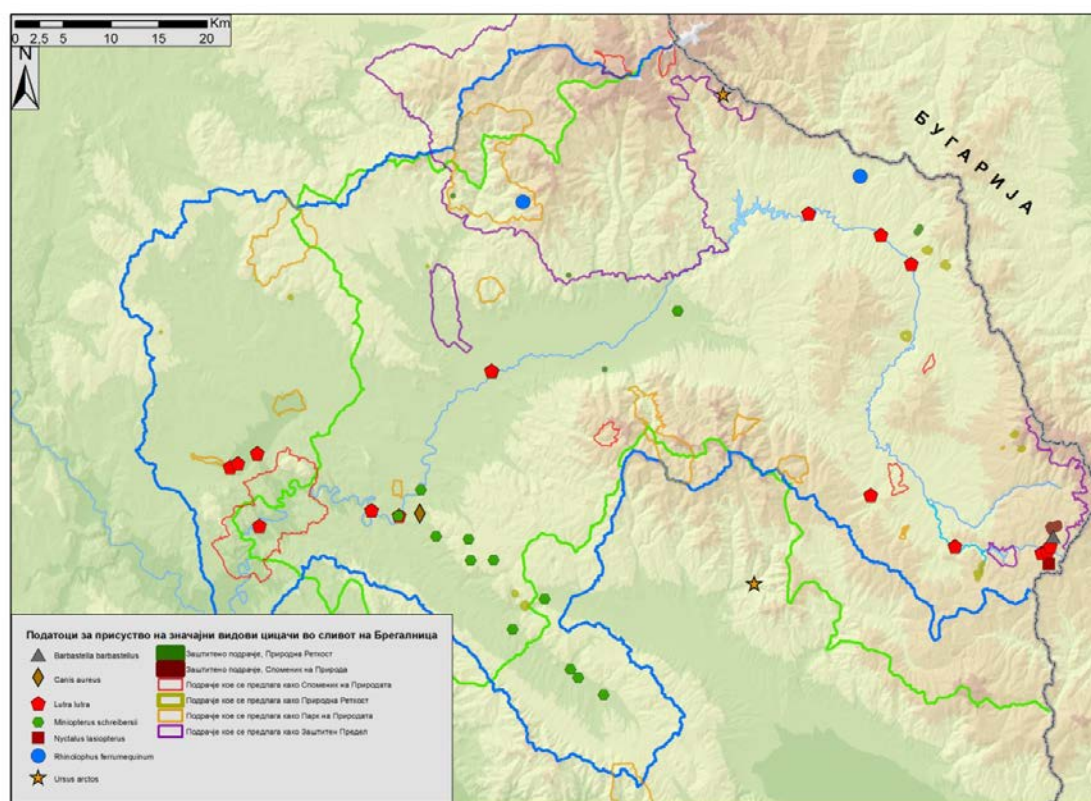 Km
0 2,5 5 10 15 20
N
БУГАРИЈА
Податоци за присуство на значајни видови цицачи во сливот на Брегалница
Barbastella barbastellus
Canis aureus
Lutra lutra
Miniopterus schreibersii
Nyctalus lasiopterus
Rhinolophus ferrumequinum
Ursus arctos
Заштитено подрачје, Природна Реткост
Заштитено подрачје, Споменик на Природа
Подрачје кое се предлага како Споменик на Природата
Подрачје кое се предлага како Природна Реткост
Подрачје кое се предлага како Парк на Природата
Подрачје кое се предлага како Заштитен Предел